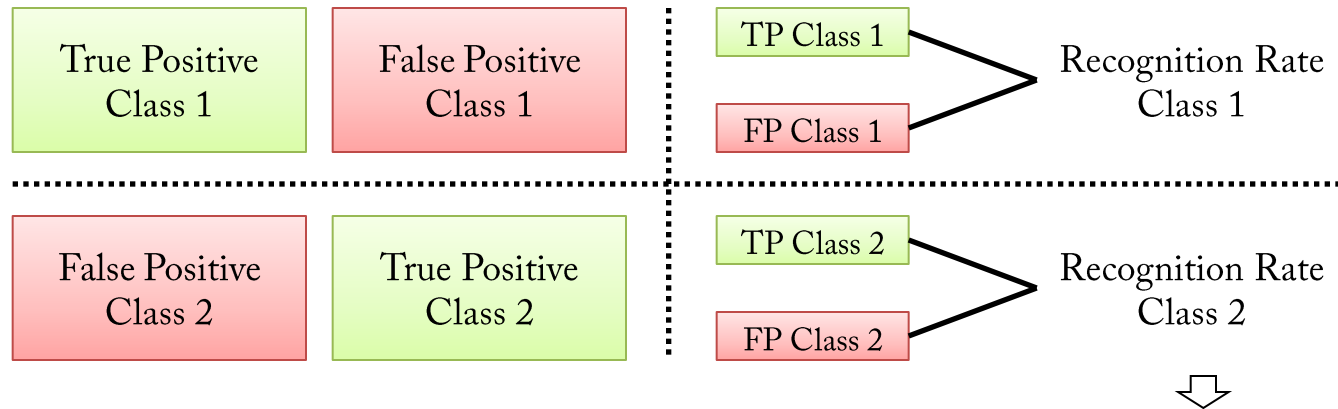 True Positive
Class 1
False Positive
Class 1
TP Class 1
FP Class 1
Recognition Rate
Class 1
False Positive
Class 2
True Positive
Class 2
TP Class 2
FP Class 2
Recognition Rate
Class 2